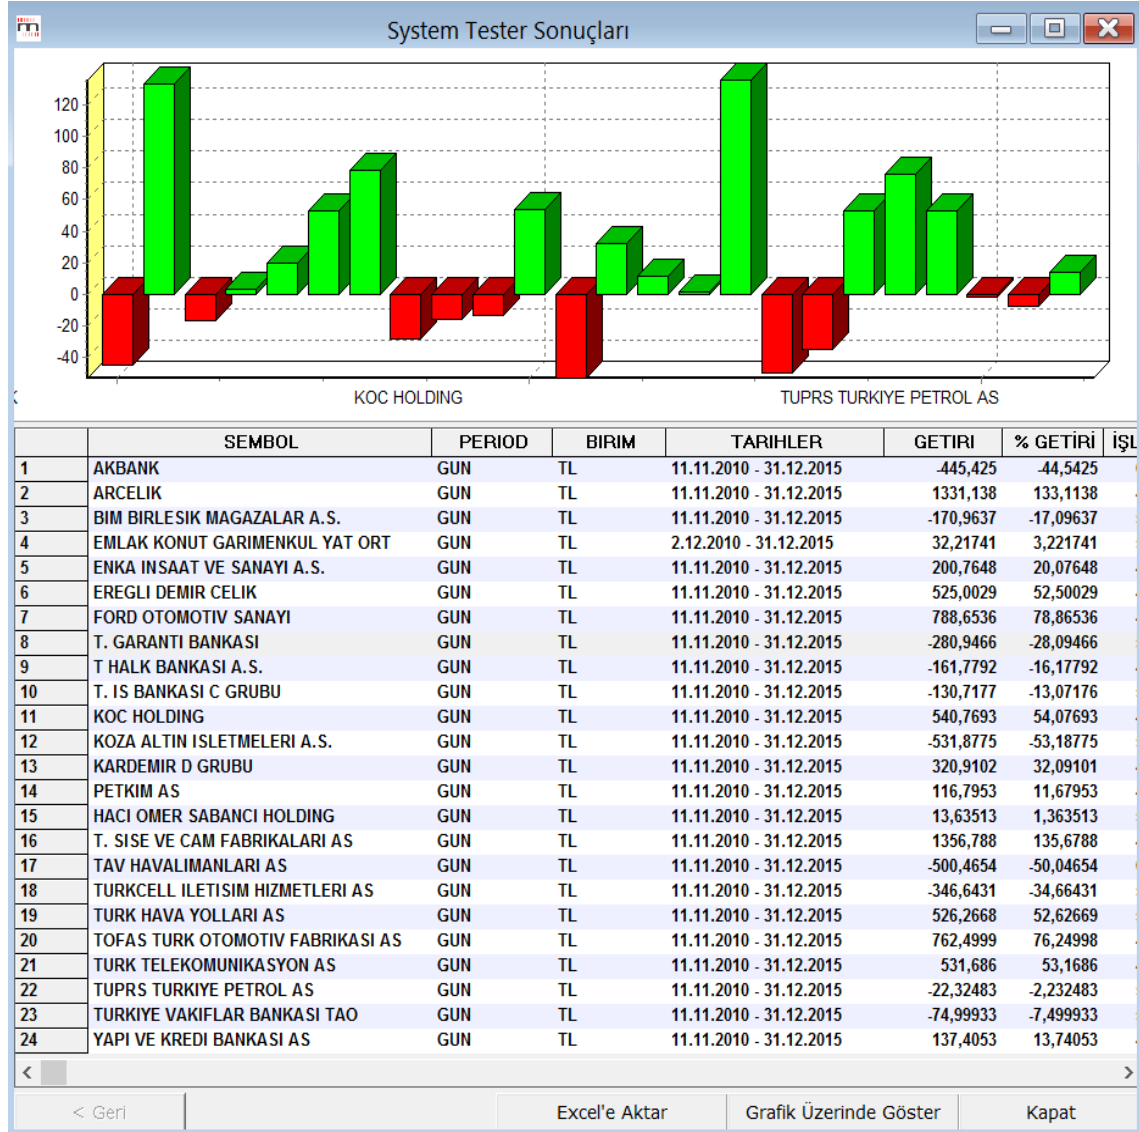 System Tester Sonuçları
120
100
80
60
40
20
0
-20
-40
KOC HOLDING TUPRS TURKIYE PETROL AS
SEMBOL PERIOD BIRIM TARIHLER GETIRI % GETİRİ İŞL
1 AKBANK GUN TL 11.11.2010 - 31.12.2015 -445,425 -44,5425
2 ARCELIK GUN TL 11.11.2010 - 31.12.2015 1331,138 133,1138
3 BIM BIRLESIK MAGAZALAR A.S. GUN TL 11.11.2010 - 31.12.2015 -170,9637 -17,09637
4 EMLAK KONUT GARIMENKUL YAT ORT GUN TL 2.12.2010 - 31.12.2015 32,21741 3,221741
5 ENKA INSAAT VE SANAYI A.S. GUN TL 11.11.2010 - 31.12.2015 200,7648 20,07648
6 EREGLI DEMIR CELIK GUN TL 11.11.2010 - 31.12.2015 525,0029 52,50029
7 FORD OTOMOTIV SANAYI GUN TL 11.11.2010 - 31.12.2015 788,6536 78,86536
8 T. GARANTI BANKASI GUN TL 11.11.2010 - 31.12.2015 -280,9466 -28,09466
9 T HALK BANKASI A.S. GUN TL 11.11.2010 - 31.12.2015 -161,7792 -16,17792
10 T. IS BANKASI C GRUBU GUN TL 11.11.2010 - 31.12.2015 -130,7177 -13,07176
11 KOC HOLDING GUN TL 11.11.2010 - 31.12.2015 540,7693 54,07693
12 KOZA ALTIN ISLETMELERI A.S. GUN TL 11.11.2010 - 31.12.2015 -531,8775 -53,18775
13 KARDEMIR D GRUBU GUN TL 11.11.2010 - 31.12.2015 320,9102 32,09101
14 PETKIM AS GUN TL 11.11.2010 - 31.12.2015 116,7953 11,67953
15 HACI OMER SABANCI HOLDING GUN TL 11.11.2010 - 31.12.2015 13,63513 1,363513
16 T. SISE VE CAM FABRIKALARI AS GUN TL 11.11.2010 - 31.12.2015 1356,788 135,6788
17 TAV HAVALIMANLARI AS GUN TL 11.11.2010 - 31.12.2015 -500,4654 -50,04654
18 TURKCELL ILETISIM HIZMETLERI AS GUN TL 11.11.2010 - 31.12.2015 -346,6431 -34,66431
19 TURK HAVA YOLLARI AS GUN TL 11.11.2010 - 31.12.2015 526,2668 52,62669
20 TOFAS TURK OTOMOTIV FABRIKASI AS GUN TL 11.11.2010 - 31.12.2015 762,4999 76,24998
21 TURK TELEKOMUNIKASYON AS GUN TL 11.11.2010 - 31.12.2015 531,686 53,1686
22 TUPRS TURKIYE PETROL AS GUN TL 11.11.2010 - 31.12.2015 -22,32483 -2,232483
23 TURKIYE VAKIFLAR BANKASI TAO GUN TL 11.11.2010 - 31.12.2015 -74,99933 -7,499933
24 YAPI VE KREDI BANKASI AS GUN TL 11.11.2010 - 31.12.2015 137,4053 13,74053
< Geri Excel'e Aktar Grafik Üzerinde Göster Kapat